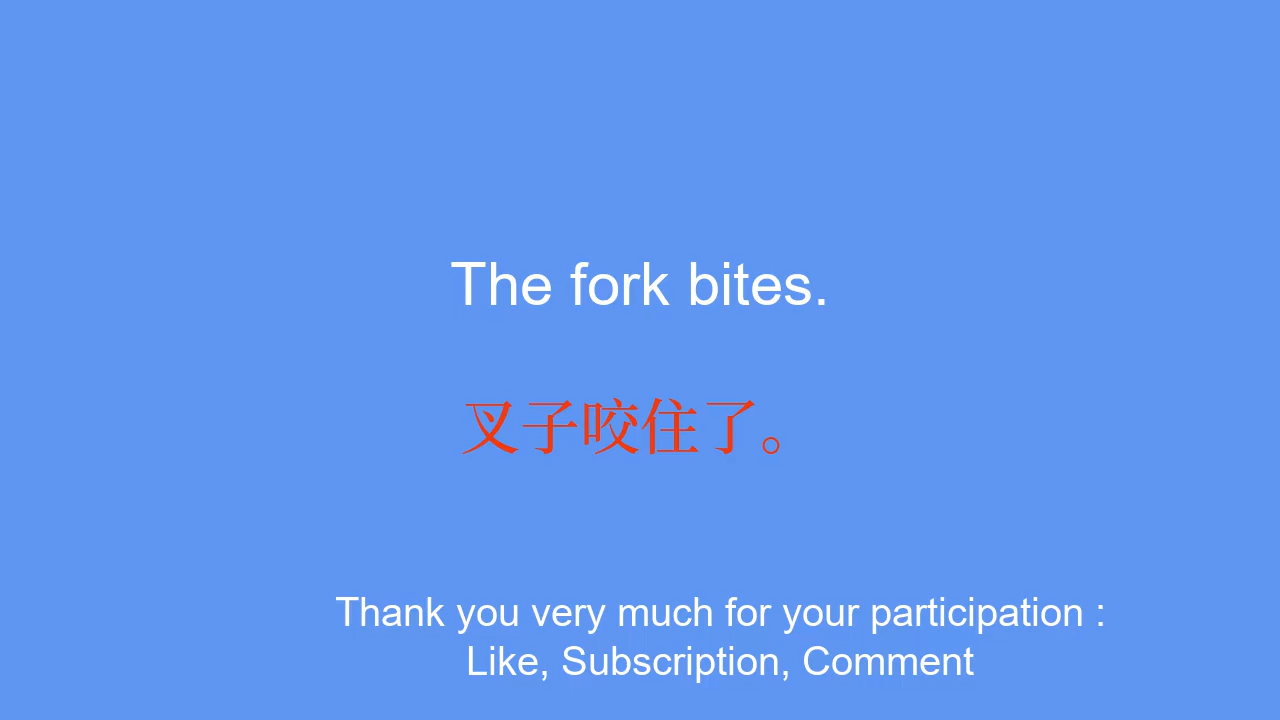 The fork bites.
叉子咬住了。
Thank you very much for your participation :
Like, Subscription, Comment